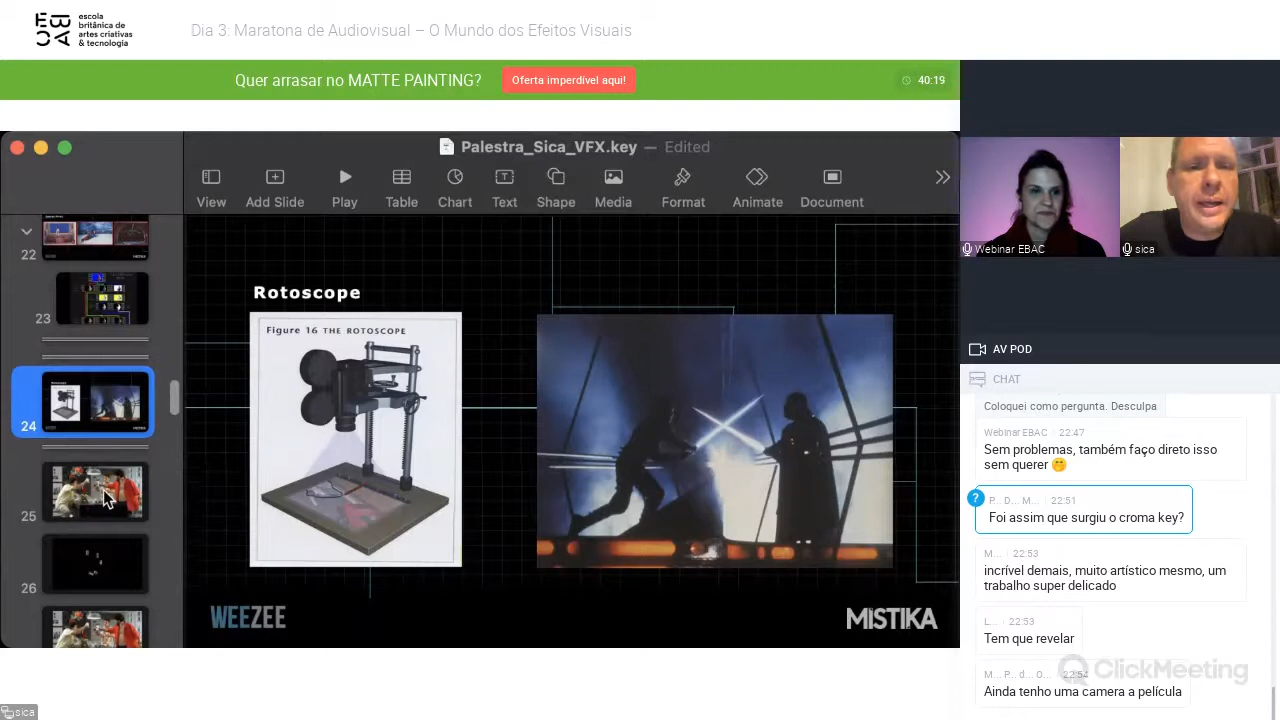 EBAC
escola
britânica de
artes criativas
& tecnologia
Dia 3: Maratona de Audiovisual – O Mundo dos Efeitos Visuais
Quer arrasar no MATTE PAINTING?
Oferta imperdível aqui!
40:19
Palestra_Sica_VFX.key — Edited
View
Add Slide
Play
Table
Chart
Text
Shape
Media
Format
Animate
Document
22
23
24
25
26
Rotoscope
Figure 16 THE ROTOSCOPE
WEEZEE
MISTIKA
Webinar EBAC
sica
AV POD
CHAT
Coloquei como pergunta. Desculpa
Webinar EBAC 22:47
Sem problemas, também faço direto isso
sem querer 🤭
? P... D... M... 22:51
Foi assim que surgiu o croma key?
M... 22:53
incrível demais, muito artístico mesmo, um
trabalho super delicado
L... 22:53
Tem que revelar
M... P... d... O... 22:54
Ainda tenho uma camera a película
ClickMeeting
sica